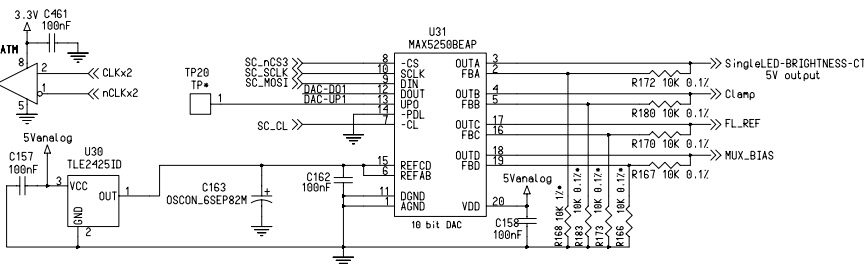 3.3V C461
100nF
ATM
8
2 CLKx2
1 nCLKx2
5
TP20
TP*
1
U31
MAX5250BEAP
SC_nCS3 8 -CS OUTA 3 SingleLED-BRIGHTNESS-CT
SC_SCLK 10 SCLK FBA 2 5V output
SC_MOSI 9 DIN R172 10K 0.1%
DAC-DO1 12 DOUT OUTB 4 Clamp
DAC-UP1 13 UPO FBB 5 R180 10K 0.1%
14 -PDL
SC_CL 7 -CL OUTC 17 FL_REF
FBC 16 R170 10K 0.1%
OUTD 18 MUX_BIAS
15 REFCD FBD 19 R167 10K 0.1%
6 REFAB
11 DGND
1 AGND VDD 20
10 bit DAC
5Vanalog
C157
100nF
U30
TLE2425ID
3 VCC
OUT 1
GND
2
C163
OSCON_6SEP82M
+
C162
100nF
5Vanalog
C158
100nF
R168 10K 1%*
R183 10K 0.1%*
R173 10K 0.1%*
R166 10K 0.1%*